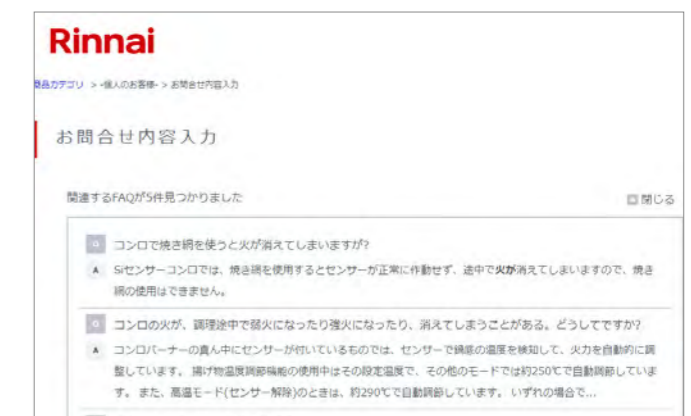 Rinnai
商品カテゴリ > -個人のお客様- > お問合せ内容入力
お問合せ内容入力
関連するFAQが5件見つかりました
閉じる
Q コンロで焼き網を使うと火が消えてしまいますが?
A Siセンサーコンロでは、焼き網を使用するとセンサーが正常に作動せず、途中で火が消えてしまいますので、焼き
網の使用はできません。
Q コンロの火が、調理途中で弱火になったり強火になったり、消えてしまうことがある。どうしてですか?
A コンロバーナーの真ん中にセンサーが付いているものでは、センサーで鍋底の温度を検知して、火力を自動的に調
整しています。 揚げ物温度調節機能の使用中はその設定温度で、その他のモードでは約250℃で自動調節していま
す。 また、高温モード(センサー解除)のときは、約290℃で自動調節しています。 いずれの場合で...